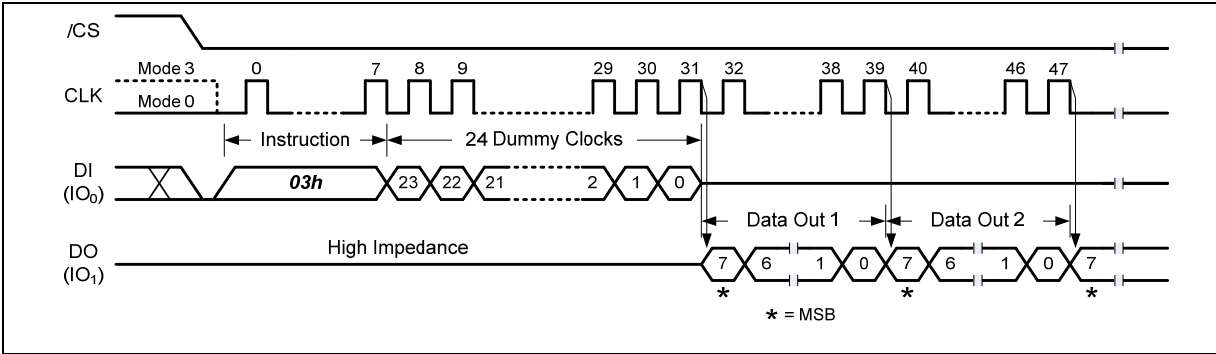 /CS
Mode 3 0 7 8 9 29 30 31 32 38 39 40 46 47
CLK
Mode 0
Instruction 24 Dummy Clocks
DI
(IO0)
03h 23 22 21 2 1 0
Data Out 1 Data Out 2
High Impedance
DO
(IO1)
7 6 1 0 7 6 1 0 7
* * *
* = MSB